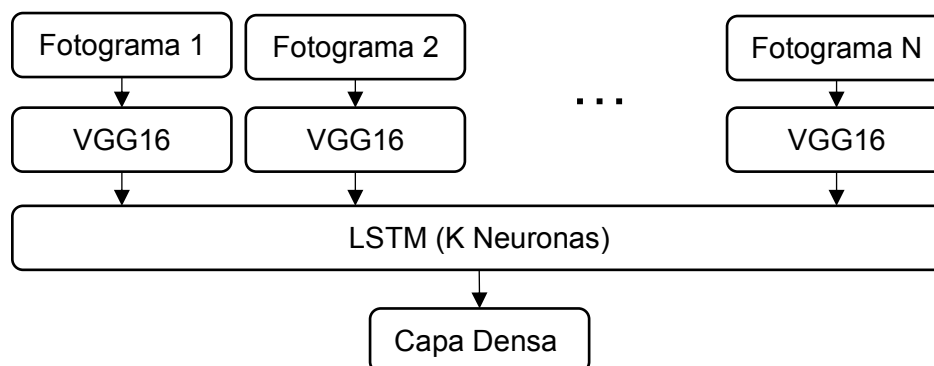 Fotograma 1
Fotograma 2
Fotograma N
...
VGG16
VGG16
VGG16
LSTM (K Neuronas)
Capa Densa